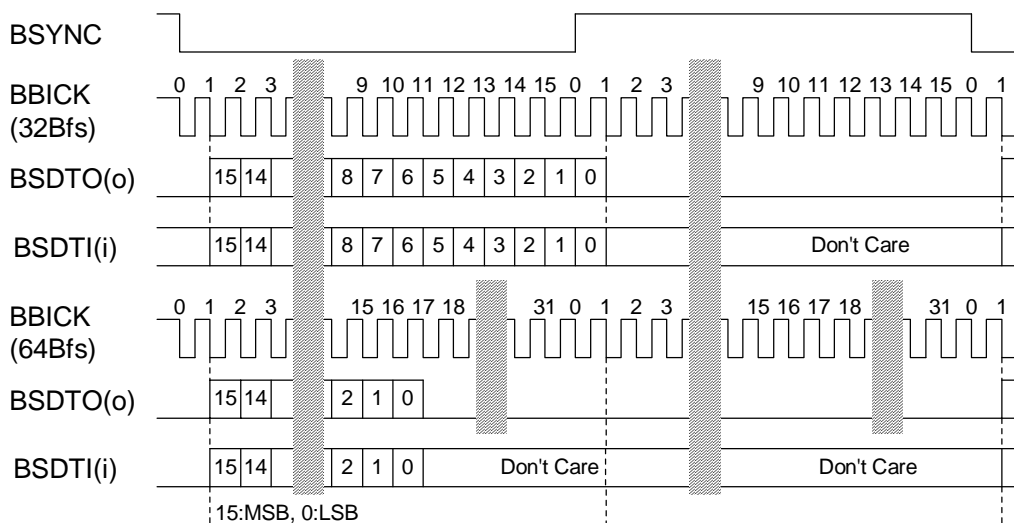 BSYNC
0 1 2 3 9 10 11 12 13 14 15 0 1 2 3 9 10 11 12 13 14 15 0 1
BBICK
(32Bfs)
BSDTO(o) 15 14 8 7 6 5 4 3 2 1 0
BSDTI(i) 15 14 8 7 6 5 4 3 2 1 0 Don't Care
0 1 2 3 15 16 17 18 31 0 1 2 3 15 16 17 18 31 0 1
BBICK
(64Bfs)
BSDTO(o) 15 14 2 1 0
BSDTI(i) 15 14 2 1 0 Don't Care Don't Care
15:MSB, 0:LSB